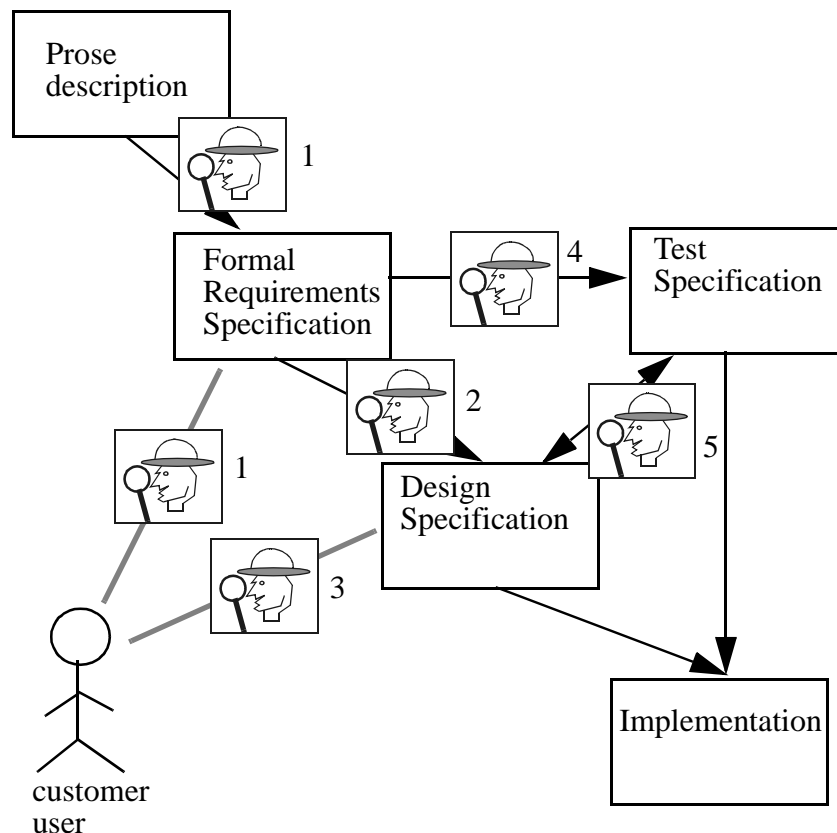 Prose
description
1
Formal
Requirements
Specification
4
Test
Specification
2
5
1
Design
Specification
3
Implementation
customer
user